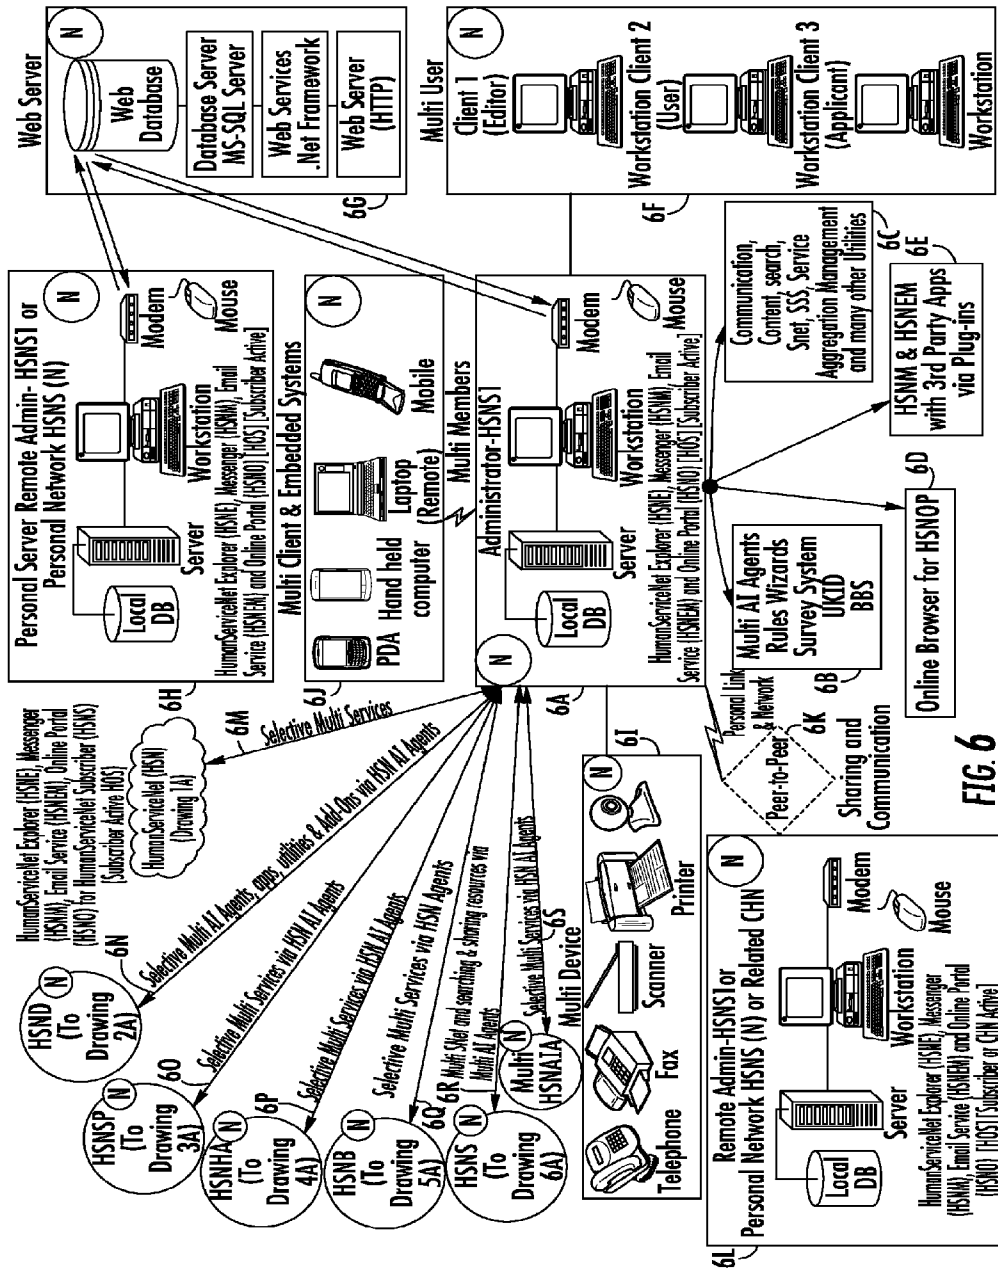 HSND
(To
Drawing
2A)
N
HSNSP
(To
Drawing
3A)
N
HSNHA
(To
Drawing
4A)
N
HSNB
(To
Drawing
5A)
N
HSNS
(To
Drawing
6A)
N
Multi
HSMAIA
N
6N
6O
6P
6Q
6R
6S
6M
Selective Multi AI Agents, apps, utilities & Add-Ons via HSN AI Agents
Selective Multi Services via HSN AI Agents
Selective Multi Services via HSN AI Agents
Selective Multi Services via HSN Agents
Multi SNet and searching & sharing resources via
Multi AI Agents
Selective Multi Services via HSN AI Agents
Selective Multi Services
HumanServiceNet Explorer (HSNE), Messenger
(HSNM), Email Service (HSNEM), Online Portal
(HSNO) for HumanServiceNet Subscriber (HSNS)
[Subscriber Active HOS]
HumanServiceNet (HSN)
(Drawing 1A)
Personal Server Remote Admin- HSNS1 or
Personal Network HSNS (N)
N
Local
DB
Server
Workstation
Modem
Mouse
HumanServiceNet Explorer (HSNE), Messenger (HSNM), Email
Service (HSNEM) and Online Portal (HSNO) [HOS] [Subscriber Active]
6H
Web Server
N
Web
Database
Database Server
MS-SQL Server
Web Services
.Net Framework
Web Server
(HTTP)
6G
Multi Client & Embedded Systems
N
PDA
Hand held
computer
Laptop
(Remote)
Mobile
6J
Multi Members
Administrator-HSNS1
N
Local
DB
Server
Workstation
Modem
Mouse
HumanServiceNet Explorer (HSNE), Messenger (HSNM), Email
Service (HSNEM) and Online Portal (HSNO) [HOS] [Subscriber Active]
6A
Multi User
Client 1
(Editor)
N
Workstation Client 2
(User)
Workstation Client 3
(Applicant)
Workstation
6F
Multi Device
N
Telephone
Fax
Scanner
Printer
6I
Personal Link
& Network
Peer-to-Peer
6K
Sharing and
Communication
Multi AI Agents
Rules Wizards
Survey System
UKID
BBS
6B
Communication,
Content, search,
Snet, SSS, Service
Aggregation Management
and many other Utilities
6C
HSNM & HSNEM
with 3rd Party Apps
via Plug-ins
6E
Online Browser for HSNOP
6D
Remote Admin-HSNS1 or
Personal Network HSNS (N) or Related CHN
N
Local
DB
Server
Workstation
Modem
Mouse
HumanServiceNet Explorer (HSNE), Messenger
(HSNM), Email Service (HSNEM) and Online Portal
(HSNO) [HOS] [Subscriber or CHN Active]
6L
FIG. 6